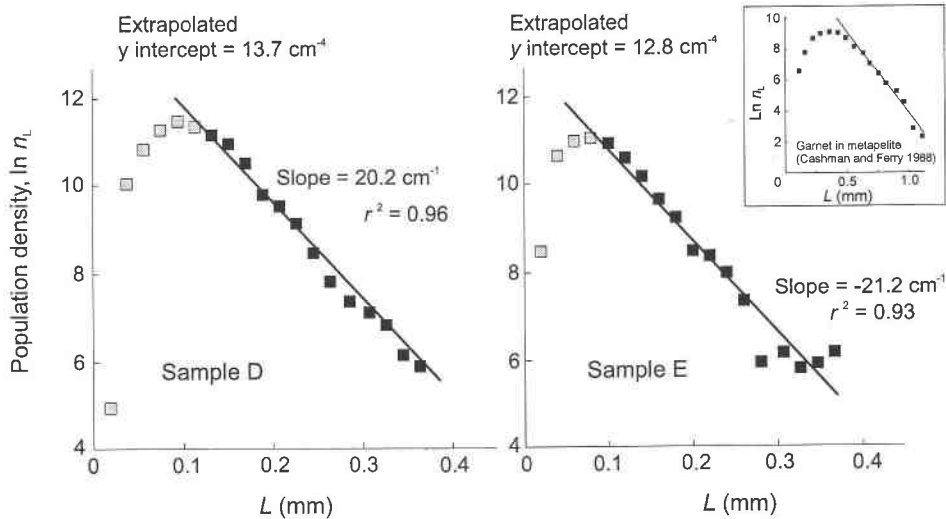 Extrapolated
y intercept = 13.7 cm⁻⁴
Population density, ln nL
12
10
8
6
4
0
0.1
0.2
0.3
0.4
L (mm)
Slope = 20.2 cm⁻¹
r² = 0.96
Sample D
Extrapolated
y intercept = 12.8 cm⁻⁴
12
10
8
6
4
0
0.1
0.2
0.3
0.4
L (mm)
Slope = -21.2 cm⁻¹
r² = 0.93
Sample E
Ln nL
10
8
6
4
2
0
0.5
1.0
L (mm)
Garnet in metapelite
(Cashman and Ferry 1988)